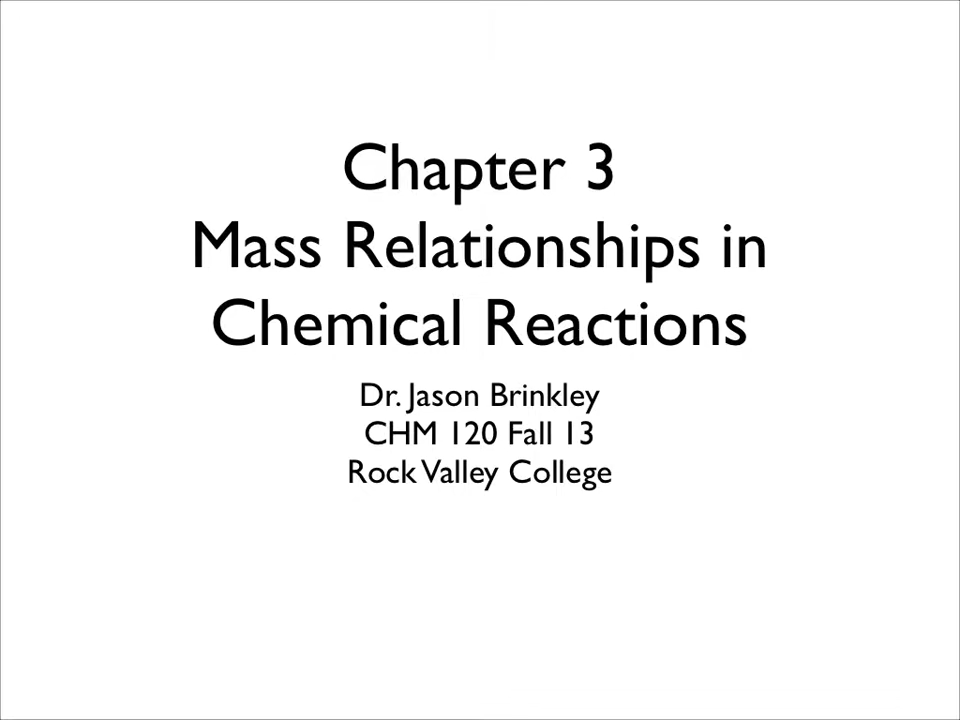 Chapter 3
Mass Relationships in
Chemical Reactions
Dr. Jason Brinkley
CHM 120 Fall 13
Rock Valley College